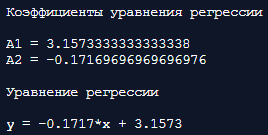 Коэффициенты уравнения регрессии
A1 = 3.1573333333333338
A2 = -0.17169696969696976
Уравнение регрессии
y = -0.1717*x + 3.1573